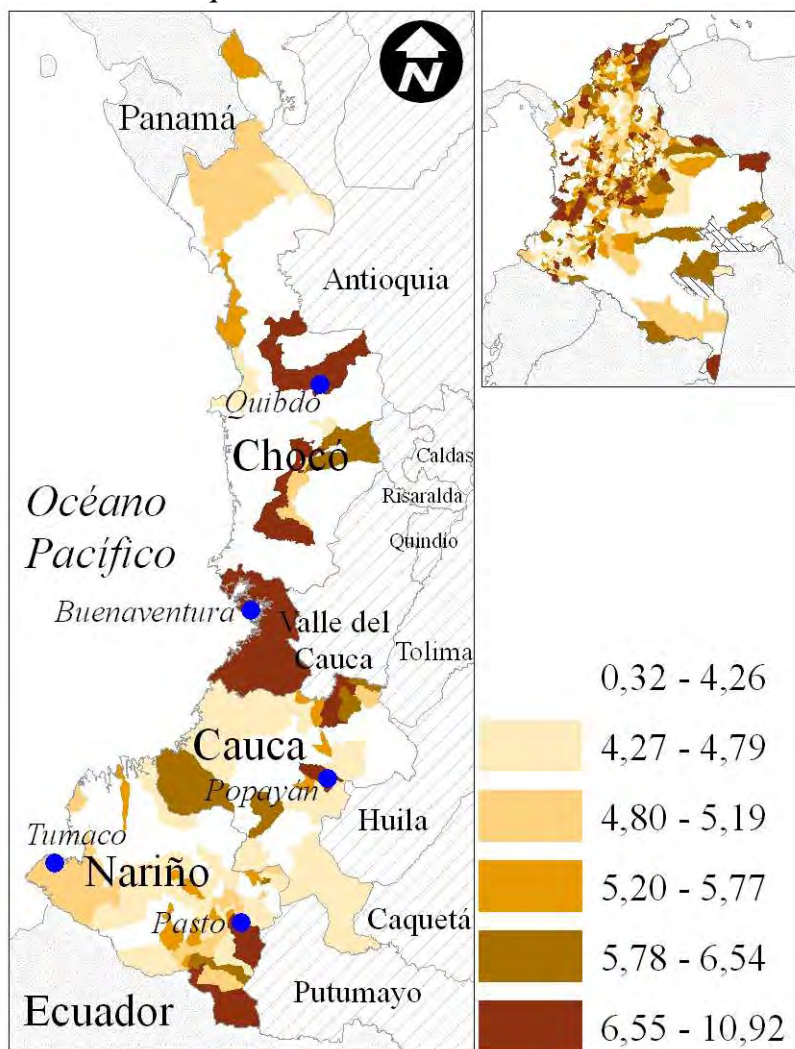 N
Panamá
Antioquia
Quibdó
Chocó
Caldas
Risaralda
Quindío
Océano
Pacífico
Buenaventura
Valle del
Cauca
Tolima
Cauca
Popayán
Huila
Tumaco
Nariño
Pasto
Caquetá
Putumayo
Ecuador
0,32 - 4,26
4,27 - 4,79
4,80 - 5,19
5,20 - 5,77
5,78 - 6,54
6,55 - 10,92